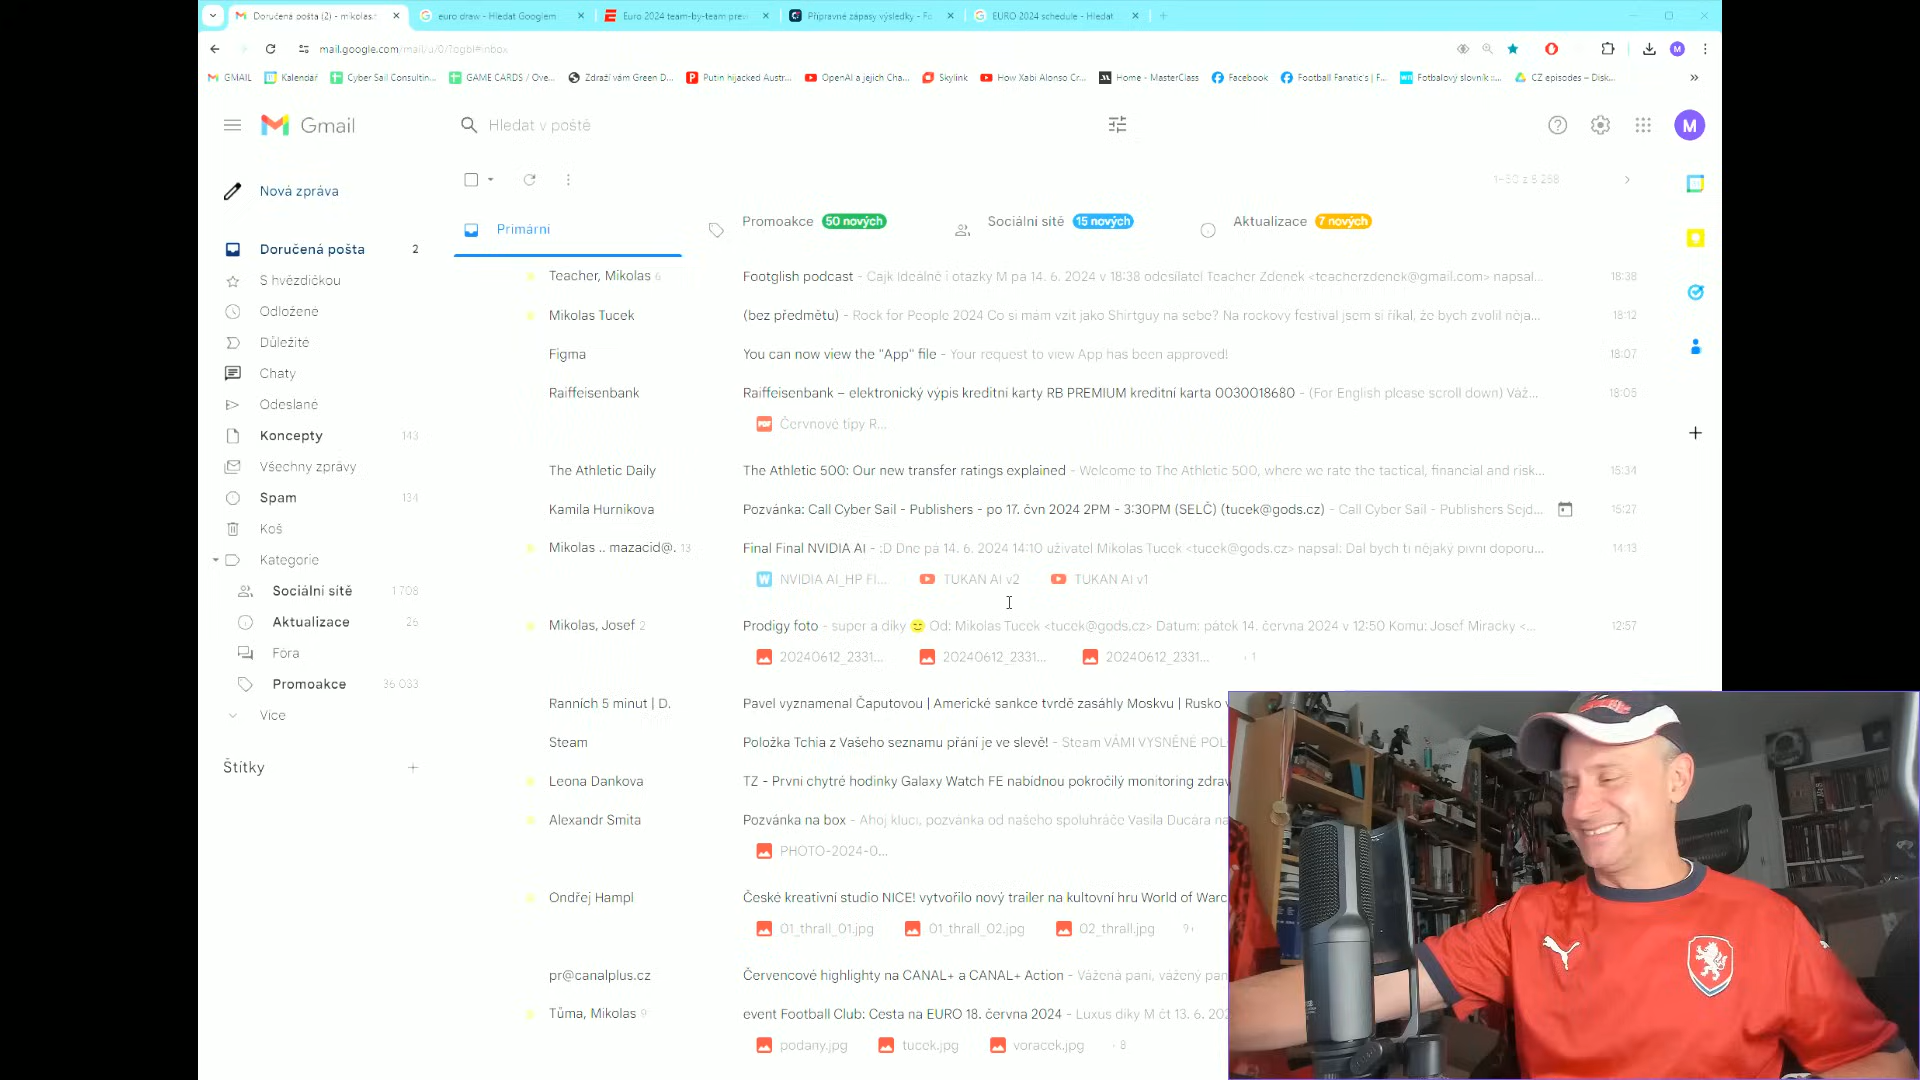 Doručená pošta (2) - mikolas.t
euro draw - Hledat Googlem
Euro 2024 team-by-team prev
Přípravné zápasy výsledky - Fo
EURO 2024 schedule - Hledat
mail.google.com/mail/u/0/?ogbl#inbox
GMAIL
Kalendář
Cyber Sail Consultin...
GAME CARDS / Ove...
Zdraží vám Green D...
Putin hijacked Austr...
OpenAI a jejich Cha...
Skylink
How Xabi Alonso Cr...
Home - MasterClass
Facebook
Football Fanatic's | F...
Fotbalový slovník :...
CZ episodes – Disk...
Gmail
Hledat v poště
M
Nová zpráva
1–50 z 5 258
Primární
Promoakce 50 nových
Sociální sítě 15 nových
Aktualizace 7 nových
Doručená pošta 2
S hvězdičkou
Odložené
Důležité
Chaty
Odeslané
Koncepty 143
Všechny zprávy
Spam 134
Koš
Kategorie
Sociální sítě 1 708
Aktualizace 26
Fóra
Promoakce 36 033
Více
Štítky
Teacher, Mikolas 6 Footglish podcast - Cajk Ideálně i otazky M pá 14. 6. 2024 v 18:38 odesílatel Teacher Zdenek <teacherzdenek@gmail.com> napsal... 18:38
Mikolas Tucek (bez předmětu) - Rock for People 2024 Co si mám vzít jako Shirtguy na sebe? Na rockový festival jsem si říkal, že bych zvolil něja... 18:12
Figma You can now view the "App" file - Your request to view App has been approved! 18:07
Raiffeisenbank Raiffeisenbank – elektronický výpis kreditní karty RB PREMIUM kreditní karta 0030018680 - (For English please scroll down) Váž... 18:05
Červnové tipy R...
The Athletic Daily The Athletic 500: Our new transfer ratings explained - Welcome to The Athletic 500, where we rate the tactical, financial and risk... 15:34
Kamila Hurníkova Pozvánka: Call Cyber Sail - Publishers - po 17. čvn 2024 2PM - 3:30PM (SELČ) (tucek@gods.cz) - Call Cyber Sail - Publishers Sejd... 15:27
Mikolas .. mazacid@. 13 Final Final NVIDIA AI - :D Dne pá 14. 6. 2024 14:10 uživatel Mikolas Tucek <tucek@gods.cz> napsal: Dal bych ti nějaký pivní doporu... 14:13
NVIDIA AI_HP FI...
TUKAN AI v2
TUKAN AI v1
Mikolas, Josef 2 Prodigy foto - super a díky 😊 Od: Mikolas Tucek <tucek@gods.cz> Datum: pátek 14. června 2024 v 12:50 Komu: Josef Miracky <... 12:57
20240612_2331...
20240612_2331...
20240612_2331...
+1
Ranních 5 minut | D. Pavel vyznamenal Čaputovou | Americké sankce tvrdě zasáhly Moskvu | Rusko v
Steam Položka Tchia z Vašeho seznamu přání je ve slevě! - Steam VÁMI VYSNĚNÉ POL
Leona Dankova TZ - První chytré hodinky Galaxy Watch FE nabídnou pokročilý monitoring zdrav
Alexandr Smita Pozvánka na box - Ahoj kluci, pozvánka od našeho spoluhráče Vasila Ducára na
PHOTO-2024-0...
Ondřej Hampl České kreativní studio NICE! vytvořilo nový trailer na kultovní hru World of Warc
01_thrall_01.jpg
01_thrall_02.jpg
02_thrall.jpg
9+
pr@canalplus.cz Červencové highlighty na CANAL+ a CANAL+ Action - Vážená paní, vážený pan
Tůma, Mikolas 9 event Football Club: Cesta na EURO 18. června 2024 - Luxus díky M čt 13. 6. 202
podany.jpg
tucek.jpg
voracek.jpg
+8